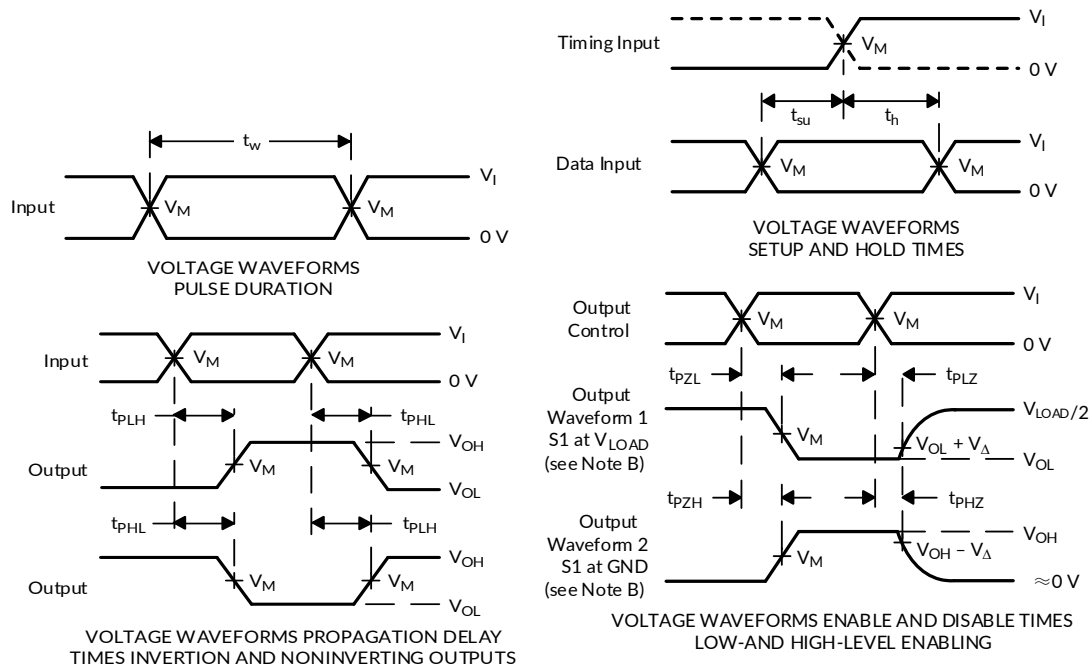 t_w
V_I
Input
V_M
V_M
0 V
VOLTAGE WAVEFORMS
PULSE DURATION
Timing Input
V_I
V_M
0 V
t_su
t_h
Data Input
V_I
V_M
V_M
0 V
VOLTAGE WAVEFORMS
SETUP AND HOLD TIMES
Input
V_I
V_M
V_M
0 V
t_PLH
t_PHL
Output
V_OH
V_M
V_M
V_OL
t_PHL
t_PLH
Output
V_OH
V_M
V_M
V_OL
VOLTAGE WAVEFORMS PROPAGATION DELAY
TIMES INVERTION AND NONINVERTING OUTPUTS
Output
Control
V_I
V_M
V_M
0 V
t_PZL
t_PLZ
Output
Waveform 1
S1 at V_LOAD
(see Note B)
V_LOAD/2
V_M
V_OL + V_Δ
V_OL
t_PZH
t_PHZ
Output
Waveform 2
S1 at GND
(see Note B)
V_OH
V_M
V_OH – V_Δ
≈0 V
VOLTAGE WAVEFORMS ENABLE AND DISABLE TIMES
LOW-AND HIGH-LEVEL ENABLING